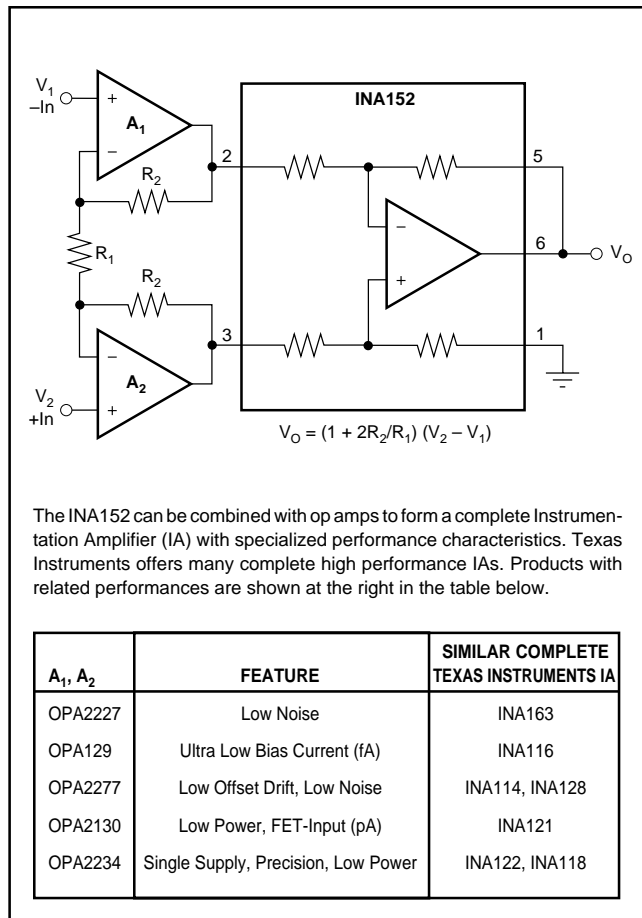 INA152
V1
–In
+
A1
–
2
5
R2
R1
–
6
VO
+
R2
3
1
–
A2
V2
+In
+
VO = (1 + 2R2/R1) (V2 – V1)
The INA152 can be combined with op amps to form a complete Instrumen-
tation Amplifier (IA) with specialized performance characteristics. Texas
Instruments offers many complete high performance IAs. Products with
related performances are shown at the right in the table below.
SIMILAR COMPLETE
A1, A2 FEATURE TEXAS INSTRUMENTS IA
OPA2227 Low Noise INA163
OPA129 Ultra Low Bias Current (fA) INA116
OPA2277 Low Offset Drift, Low Noise INA114, INA128
OPA2130 Low Power, FET-Input (pA) INA121
OPA2234 Single Supply, Precision, Low Power INA122, INA118